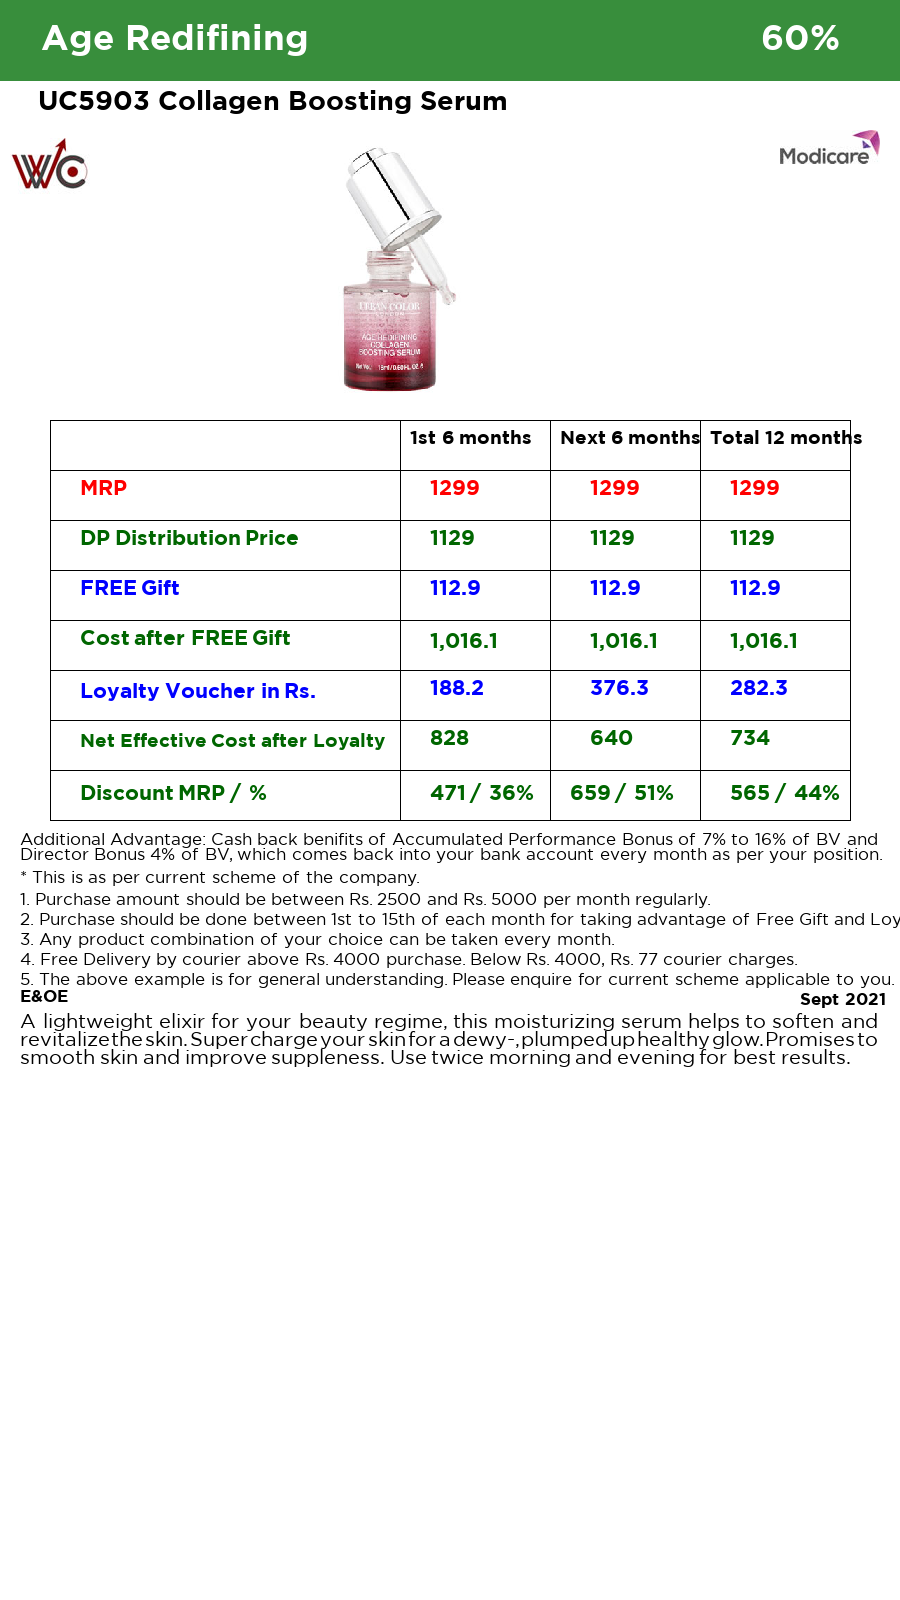 Age Redifining 60%
UC5903 Collagen Boosting Serum
WC
Modicare
URBAN COLOR
AGE REDIFINING
COLLAGEN
BOOSTING SERUM
1st 6 months Next 6 months Total 12 months
MRP 1299 1299 1299
DP Distribution Price 1129 1129 1129
FREE Gift 112.9 112.9 112.9
Cost after FREE Gift 1,016.1 1,016.1 1,016.1
Loyalty Voucher in Rs. 188.2 376.3 282.3
Net Effective Cost after Loyalty 828 640 734
Discount MRP / % 471 / 36% 659 / 51% 565 / 44%
Additional Advantage: Cash back benifits of Accumulated Performance Bonus of 7% to 16% of BV and
Director Bonus 4% of BV, which comes back into your bank account every month as per your position.
* This is as per current scheme of the company.
1. Purchase amount should be between Rs. 2500 and Rs. 5000 per month regularly.
2. Purchase should be done between 1st to 15th of each month for taking advantage of Free Gift and Loy
3. Any product combination of your choice can be taken every month.
4. Free Delivery by courier above Rs. 4000 purchase. Below Rs. 4000, Rs. 77 courier charges.
5. The above example is for general understanding. Please enquire for current scheme applicable to you.
E&OE
Sept 2021
A lightweight elixir for your beauty regime, this moisturizing serum helps to soften and
revitalize the skin. Super charge your skin for a dewy-, plumped up healthy glow. Promises to
smooth skin and improve suppleness. Use twice morning and evening for best results.